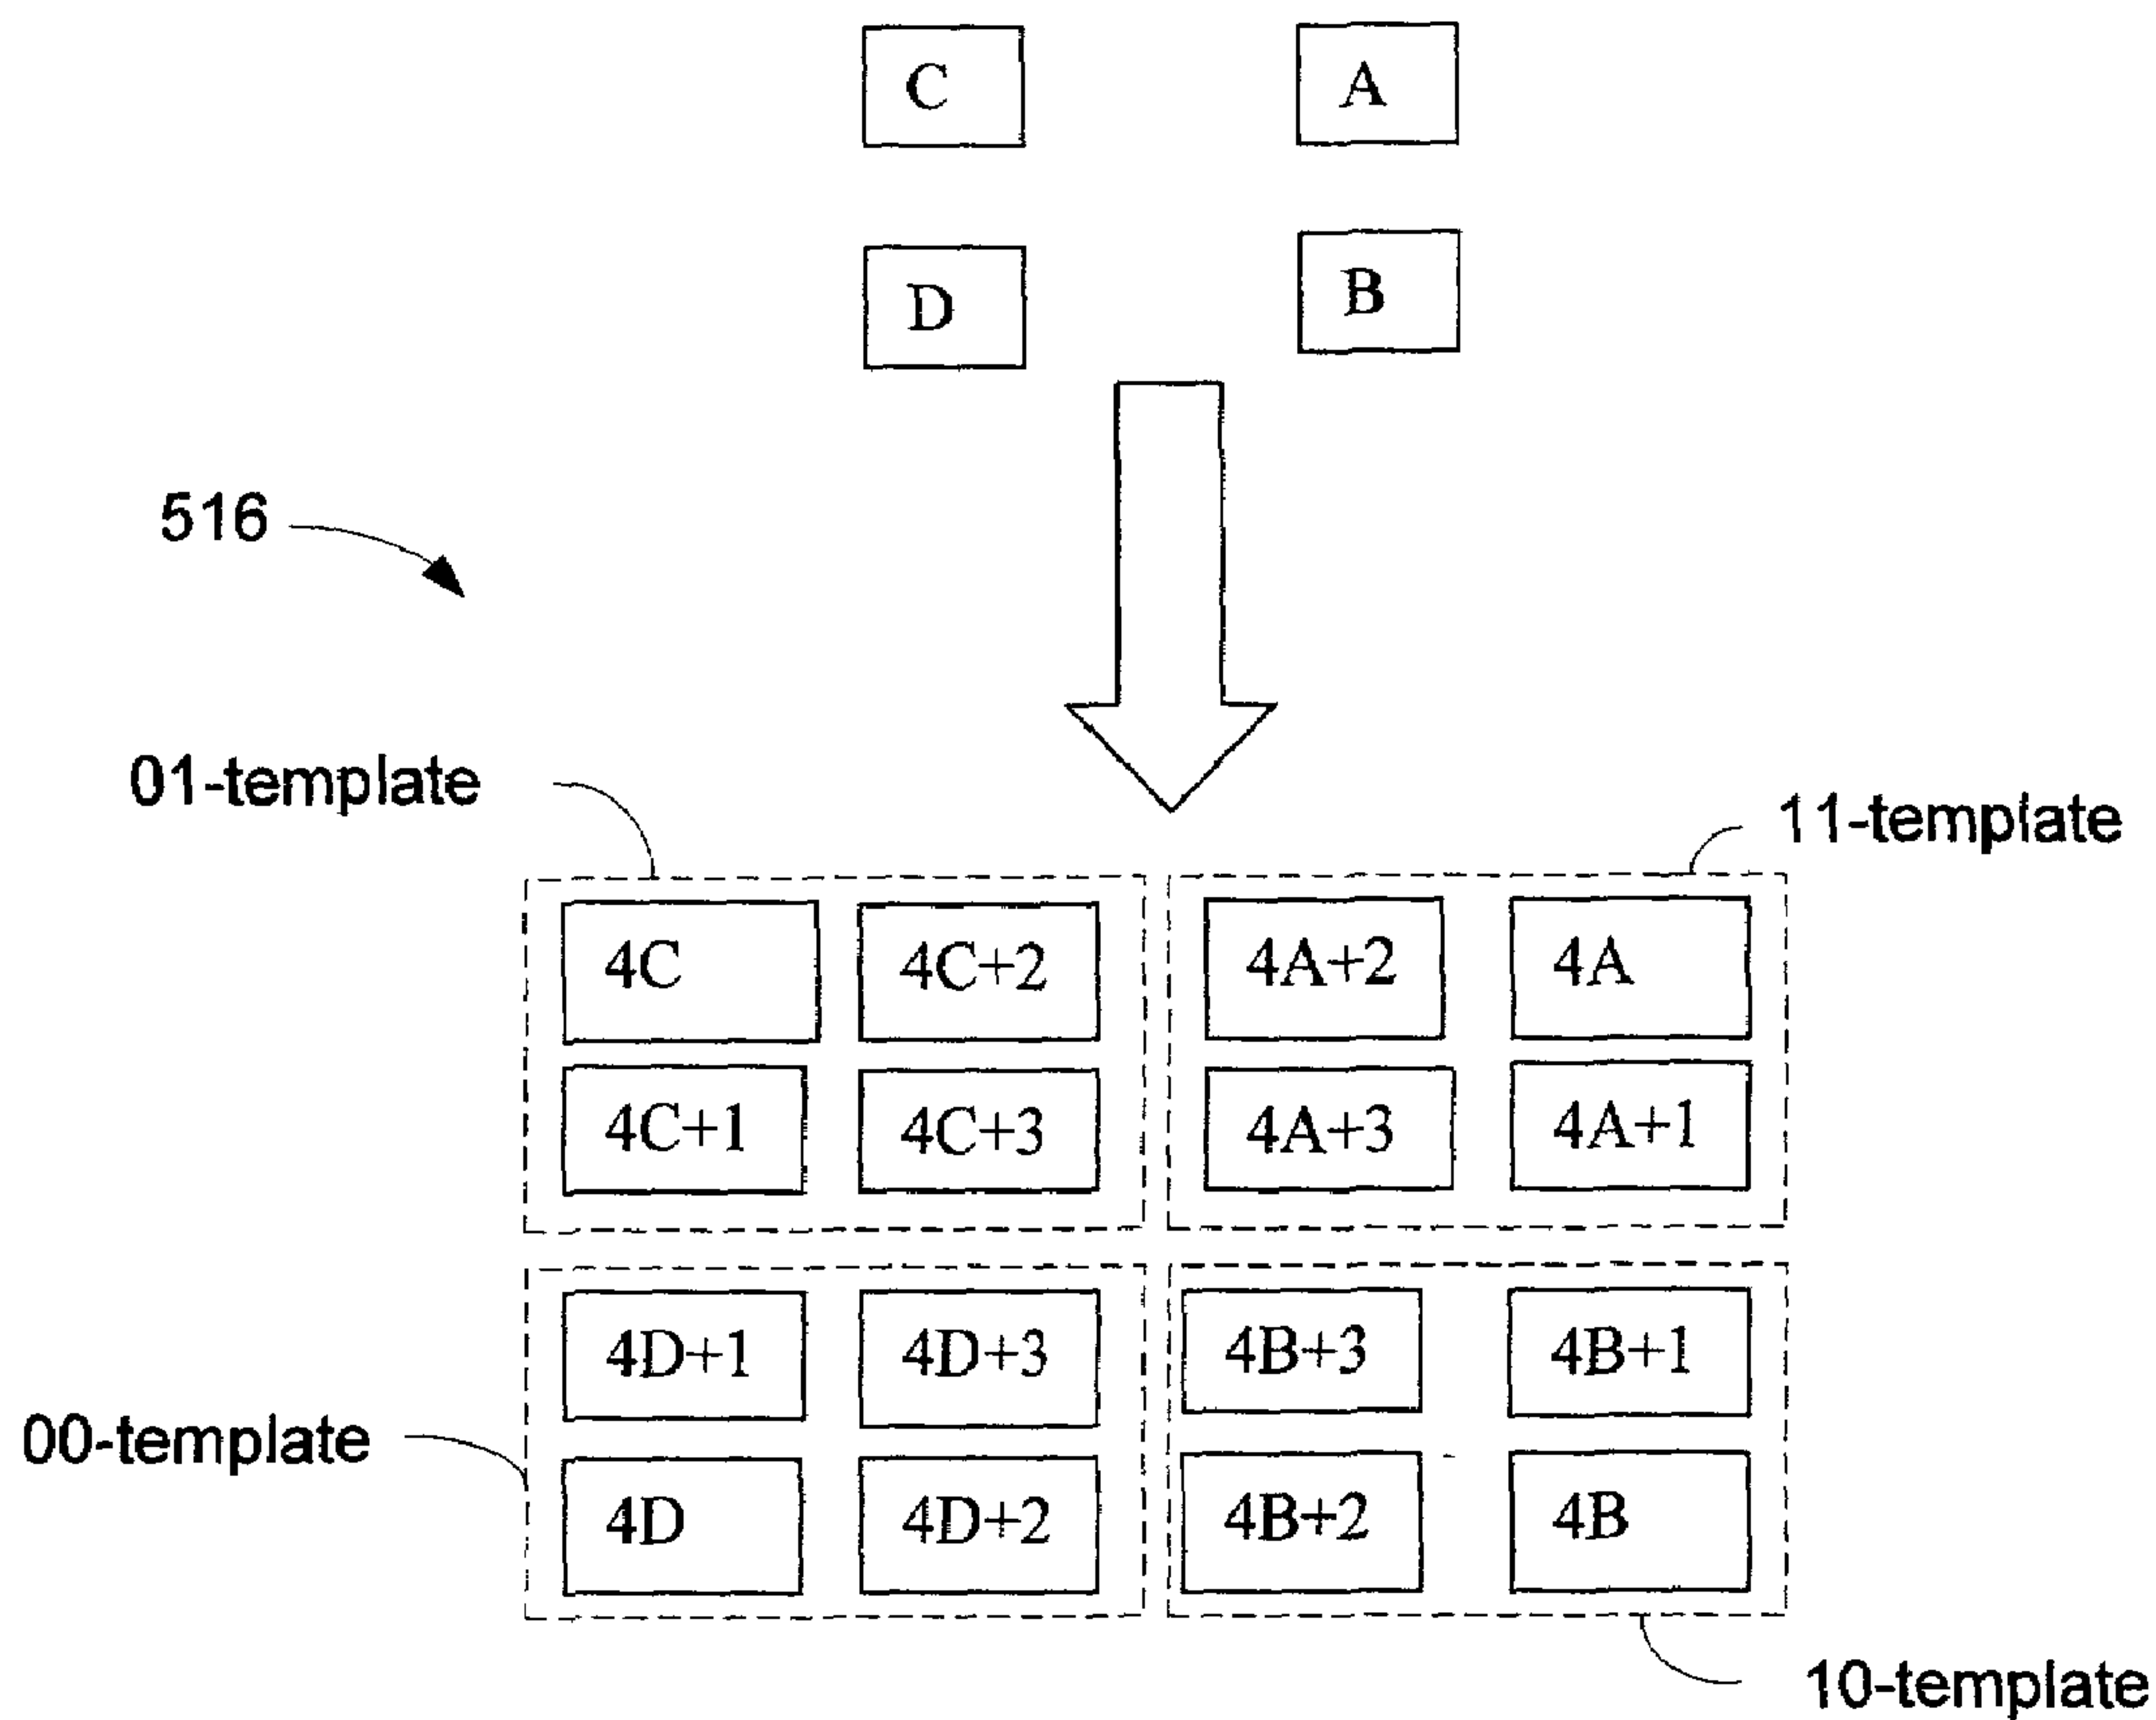 C A
D B
516
01-template
11-template
4C 4C+2 4A+2 4A
4C+1 4C+3 4A+3 4A+1
4D+1 4D+3 4B+3 4B+1
00-template
4D 4D+2 4B+2 4B
10-template